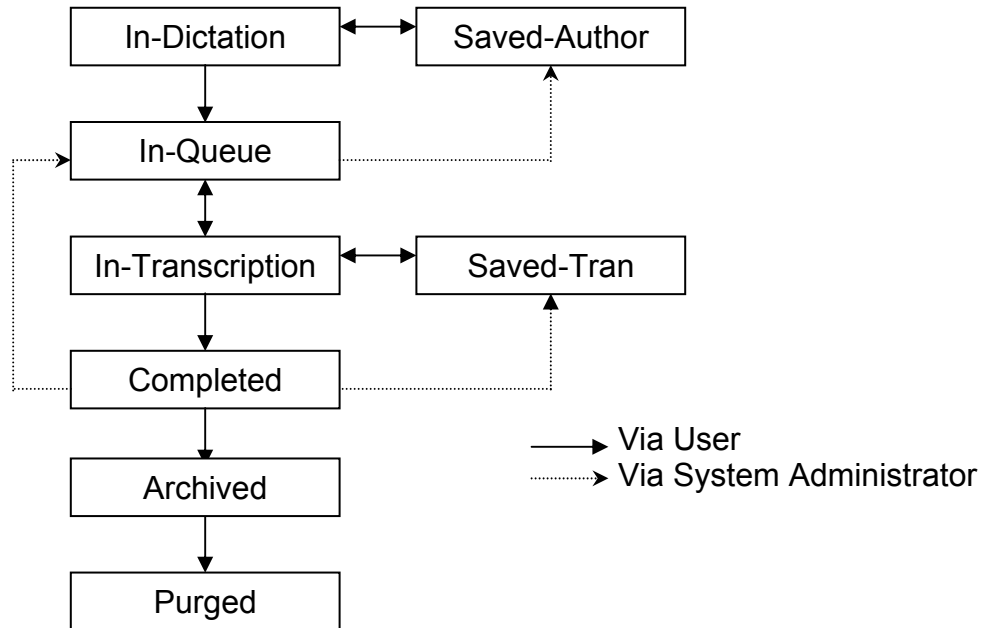 In-Dictation
Saved-Author
In-Queue
In-Transcription
Saved-Tran
Completed
Via User
Via System Administrator
Archived
Purged